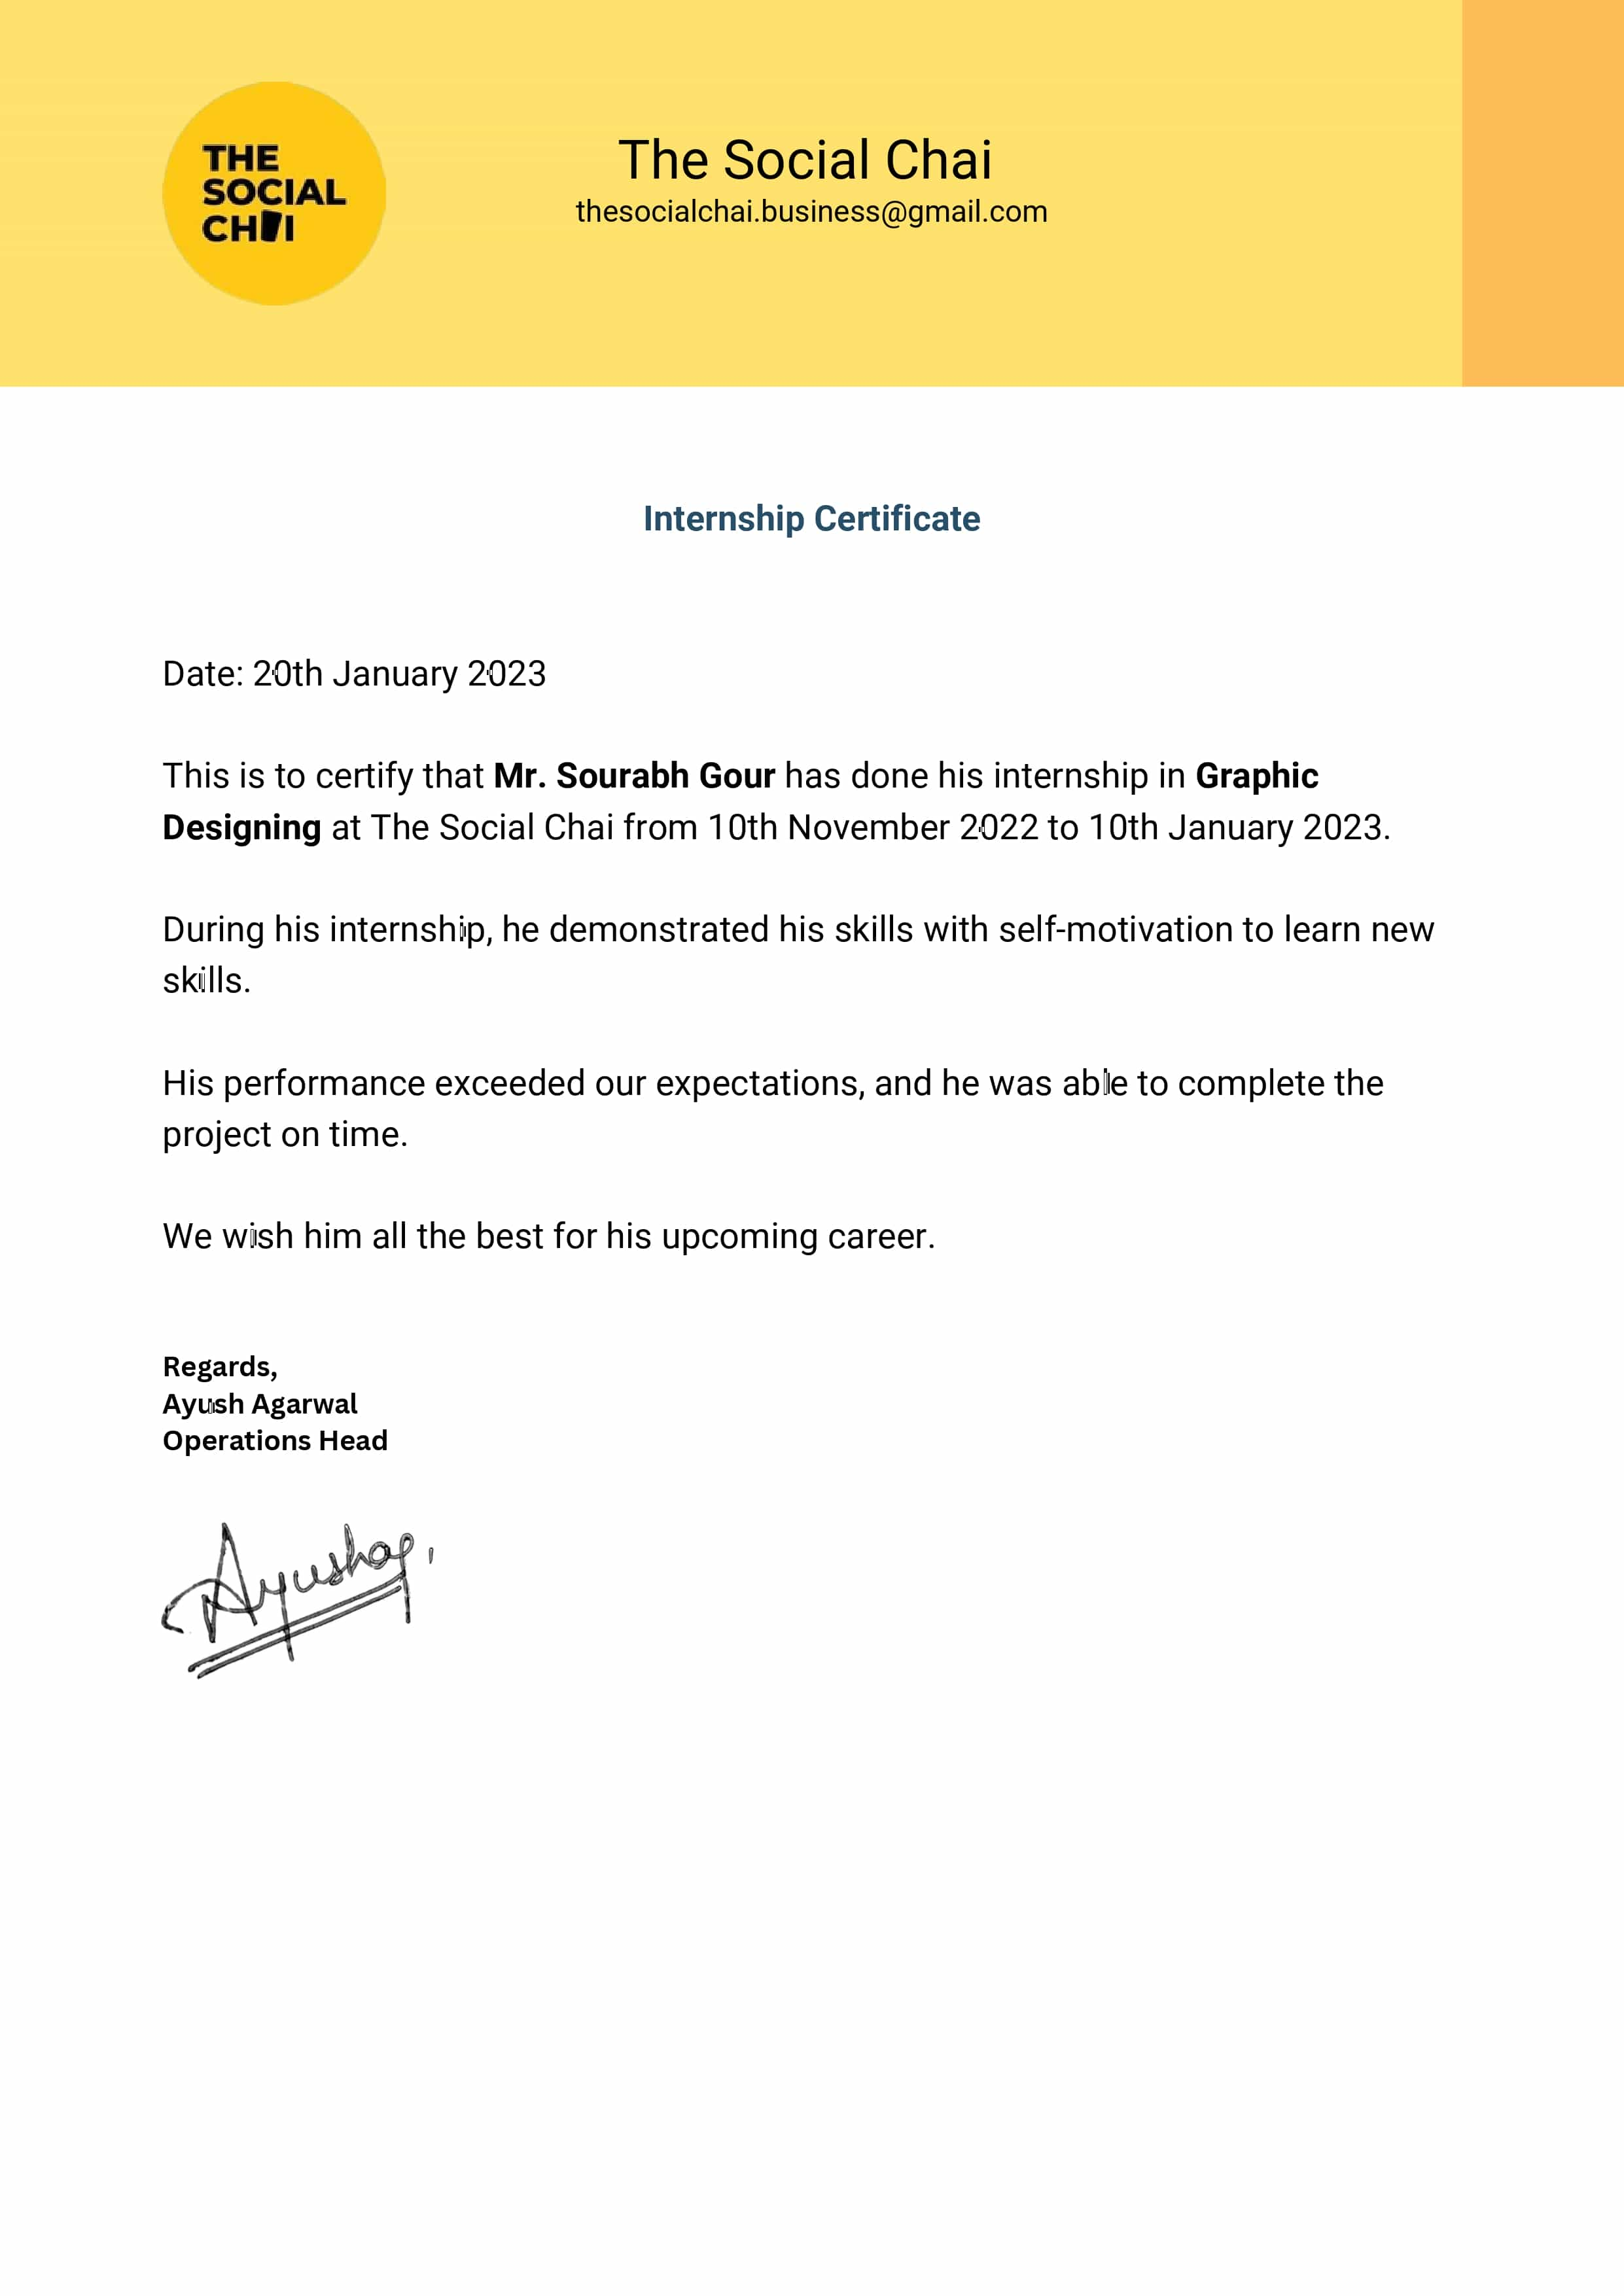 THE
SOCIAL
CHAI
The Social Chai
thesocialchai.business@gmail.com
Internship Certificate
Date: 20th January 2023
This is to certify that Mr. Sourabh Gour has done his internship in Graphic
Designing at The Social Chai from 10th November 2022 to 10th January 2023.
During his internship, he demonstrated his skills with self-motivation to learn new
skills.
His performance exceeded our expectations, and he was able to complete the
project on time.
We wish him all the best for his upcoming career.
Regards,
Ayush Agarwal
Operations Head
Ayushag.